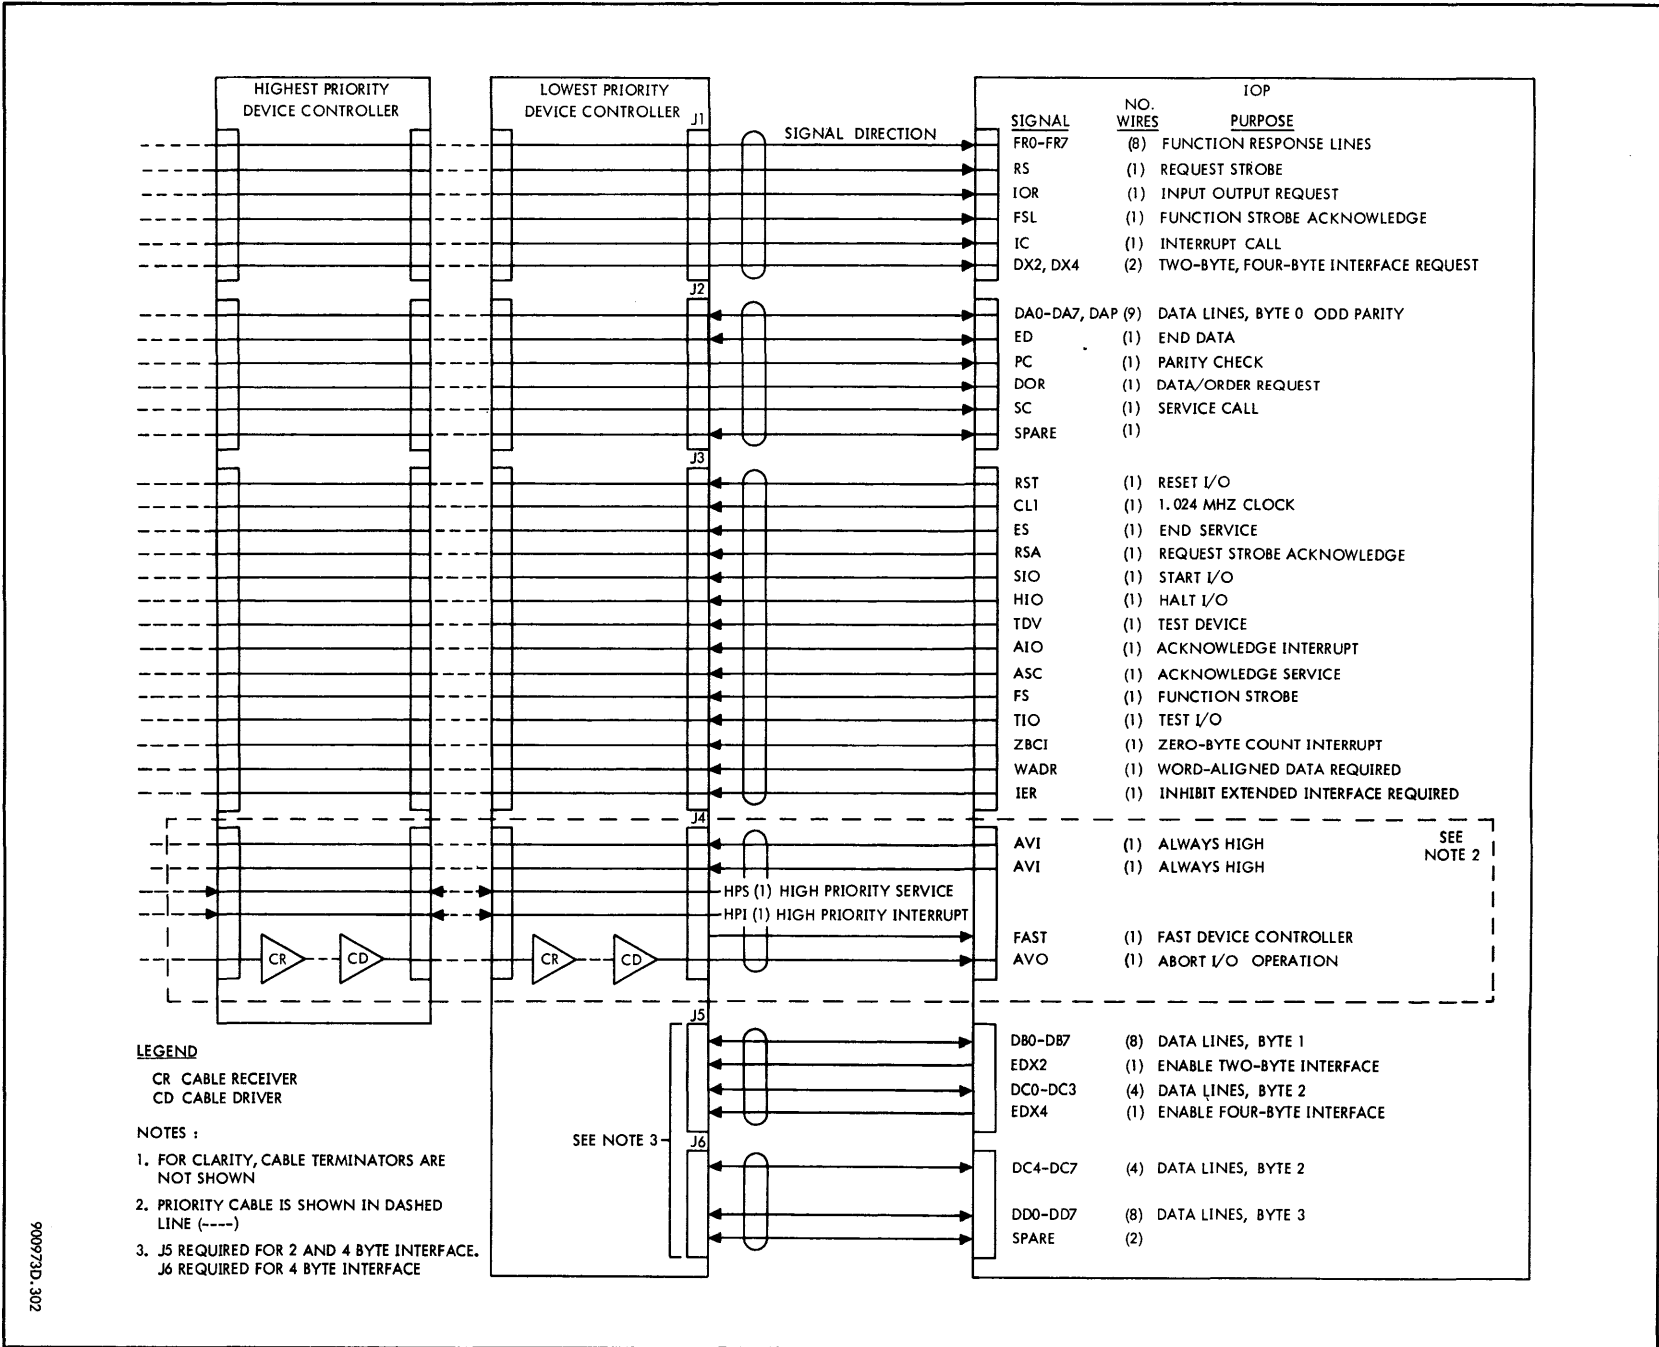 HIGHEST PRIORITY
DEVICE CONTROLLER
LOWEST PRIORITY
DEVICE CONTROLLER
IOP
SIGNAL NO. WIRES PURPOSE
J1
SIGNAL DIRECTION
FR0-FR7 (8) FUNCTION RESPONSE LINES
RS (1) REQUEST STROBE
IOR (1) INPUT OUTPUT REQUEST
FSL (1) FUNCTION STROBE ACKNOWLEDGE
IC (1) INTERRUPT CALL
DX2, DX4 (2) TWO-BYTE, FOUR-BYTE INTERFACE REQUEST
J2
DA0-DA7, DAP (9) DATA LINES, BYTE 0 ODD PARITY
ED (1) END DATA
PC (1) PARITY CHECK
DOR (1) DATA/ORDER REQUEST
SC (1) SERVICE CALL
SPARE (1)
J3
RST (1) RESET I/O
CL1 (1) 1.024 MHZ CLOCK
ES (1) END SERVICE
RSA (1) REQUEST STROBE ACKNOWLEDGE
SIO (1) START I/O
HIO (1) HALT I/O
TDV (1) TEST DEVICE
AIO (1) ACKNOWLEDGE INTERRUPT
ASC (1) ACKNOWLEDGE SERVICE
FS (1) FUNCTION STROBE
TIO (1) TEST I/O
ZBCI (1) ZERO-BYTE COUNT INTERRUPT
WADR (1) WORD-ALIGNED DATA REQUIRED
IER (1) INHIBIT EXTENDED INTERFACE REQUIRED
J4
AVI (1) ALWAYS HIGH
AVI (1) ALWAYS HIGH
SEE
NOTE 2
HPS (1) HIGH PRIORITY SERVICE
HPI (1) HIGH PRIORITY INTERRUPT
FAST (1) FAST DEVICE CONTROLLER
CR CD CR CD
AVO (1) ABORT I/O OPERATION
J5
DB0-DB7 (8) DATA LINES, BYTE 1
EDX2 (1) ENABLE TWO-BYTE INTERFACE
DC0-DC3 (4) DATA LINES, BYTE 2
EDX4 (1) ENABLE FOUR-BYTE INTERFACE
SEE NOTE 3
J6
DC4-DC7 (4) DATA LINES, BYTE 2
DD0-DD7 (8) DATA LINES, BYTE 3
SPARE (2)
LEGEND
CR CABLE RECEIVER
CD CABLE DRIVER
NOTES :
1. FOR CLARITY, CABLE TERMINATORS ARE
NOT SHOWN
2. PRIORITY CABLE IS SHOWN IN DASHED
LINE (----)
3. J5 REQUIRED FOR 2 AND 4 BYTE INTERFACE.
J6 REQUIRED FOR 4 BYTE INTERFACE
900973D.302